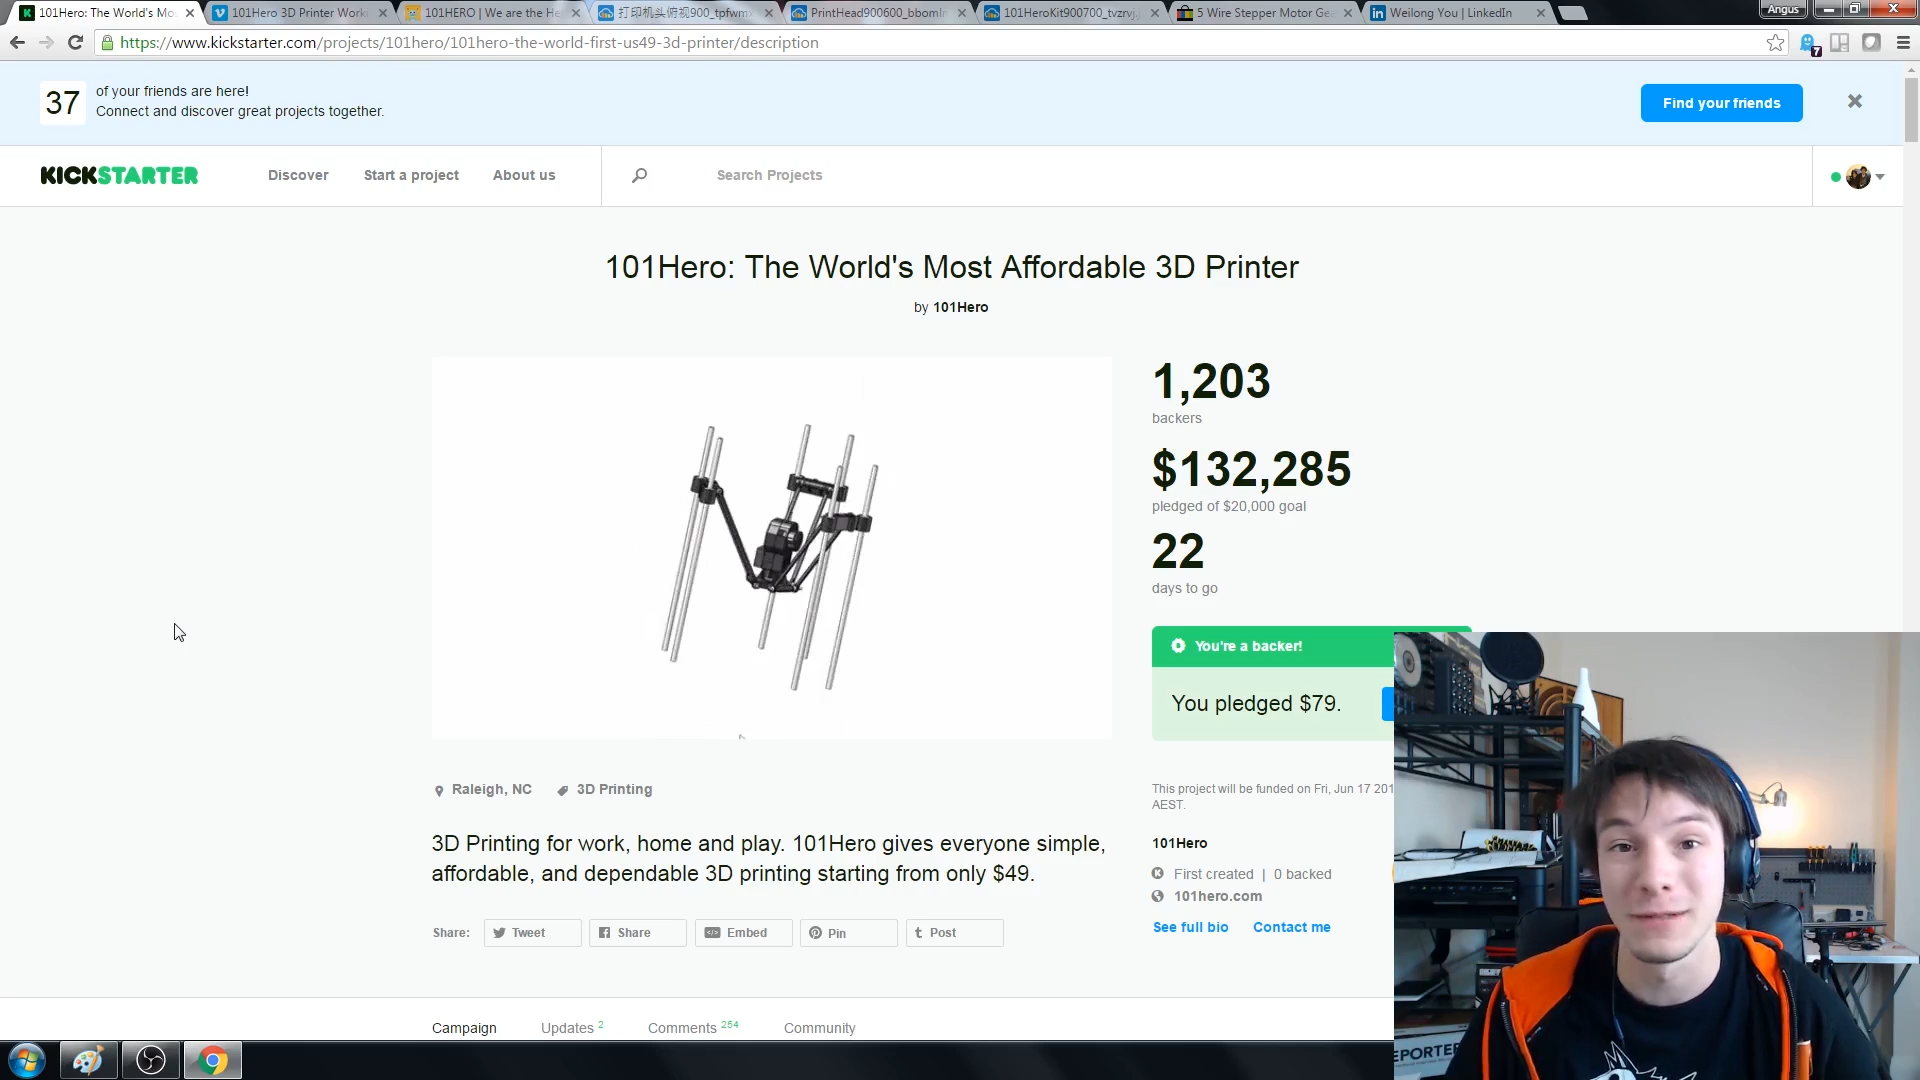 101Hero: The World's Mo
101Hero 3D Printer Work
101HERO | We are the He
打印机头俯视900_tpfwmx
PrintHead900600_bbomlr
101HeroKit900700_tvzrvj.
5 Wire Stepper Motor Ge
Weilong You | LinkedIn
Angus
https://www.kickstarter.com/projects/101hero/101hero-the-world-first-us49-3d-printer/description
7
37
of your friends are here!
Connect and discover great projects together.
Find your friends
KICKSTARTER
Discover
Start a project
About us
Search Projects
101Hero: The World's Most Affordable 3D Printer
by 101Hero
1,203
backers
$132,285
pledged of $20,000 goal
22
days to go
You're a backer!
You pledged $79.
Raleigh, NC
3D Printing
This project will be funded on Fri, Jun 17 201
AEST.
3D Printing for work, home and play. 101Hero gives everyone simple,
affordable, and dependable 3D printing starting from only $49.
101Hero
First created | 0 backed
101hero.com
See full bio
Contact me
Share:
Tweet
Share
Embed
Pin
Post
Campaign
Updates 2
Comments 254
Community
EPORTE